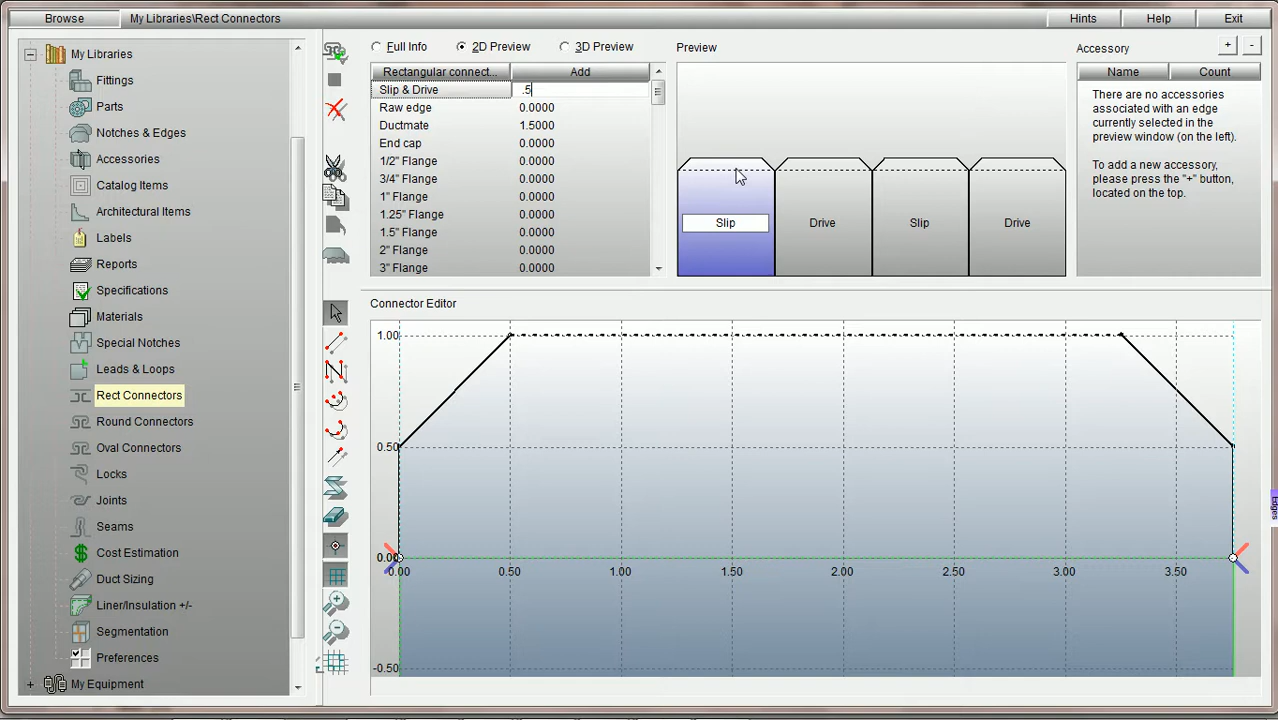 Browse
My Libraries\Rect Connectors
Hints
Help
Exit
My Libraries
Fittings
Parts
Notches & Edges
Accessories
Catalog Items
Architectural Items
Labels
Reports
Specifications
Materials
Special Notches
Leads & Loops
Rect Connectors
Round Connectors
Oval Connectors
Locks
Joints
Seams
Cost Estimation
Duct Sizing
Liner/Insulation +/-
Segmentation
Preferences
My Equipment
Full Info
2D Preview
3D Preview
Rectangular connect...
Add
Slip & Drive .5
Raw edge 0.0000
Ductmate 1.5000
End cap 0.0000
1/2" Flange 0.0000
3/4" Flange 0.0000
1" Flange 0.0000
1.25" Flange 0.0000
1.5" Flange 0.0000
2" Flange 0.0000
3" Flange 0.0000
Preview
Slip
Drive
Slip
Drive
Accessory
+
-
Name
Count
There are no accessories
associated with an edge
currently selected in the
preview window (on the left).
To add a new accessory,
please press the "+" button,
located on the top.
Connector Editor
1.00
0.50
0.00
0.00 0.50 1.00 1.50 2.00 2.50 3.00 3.50
-0.50
Edges